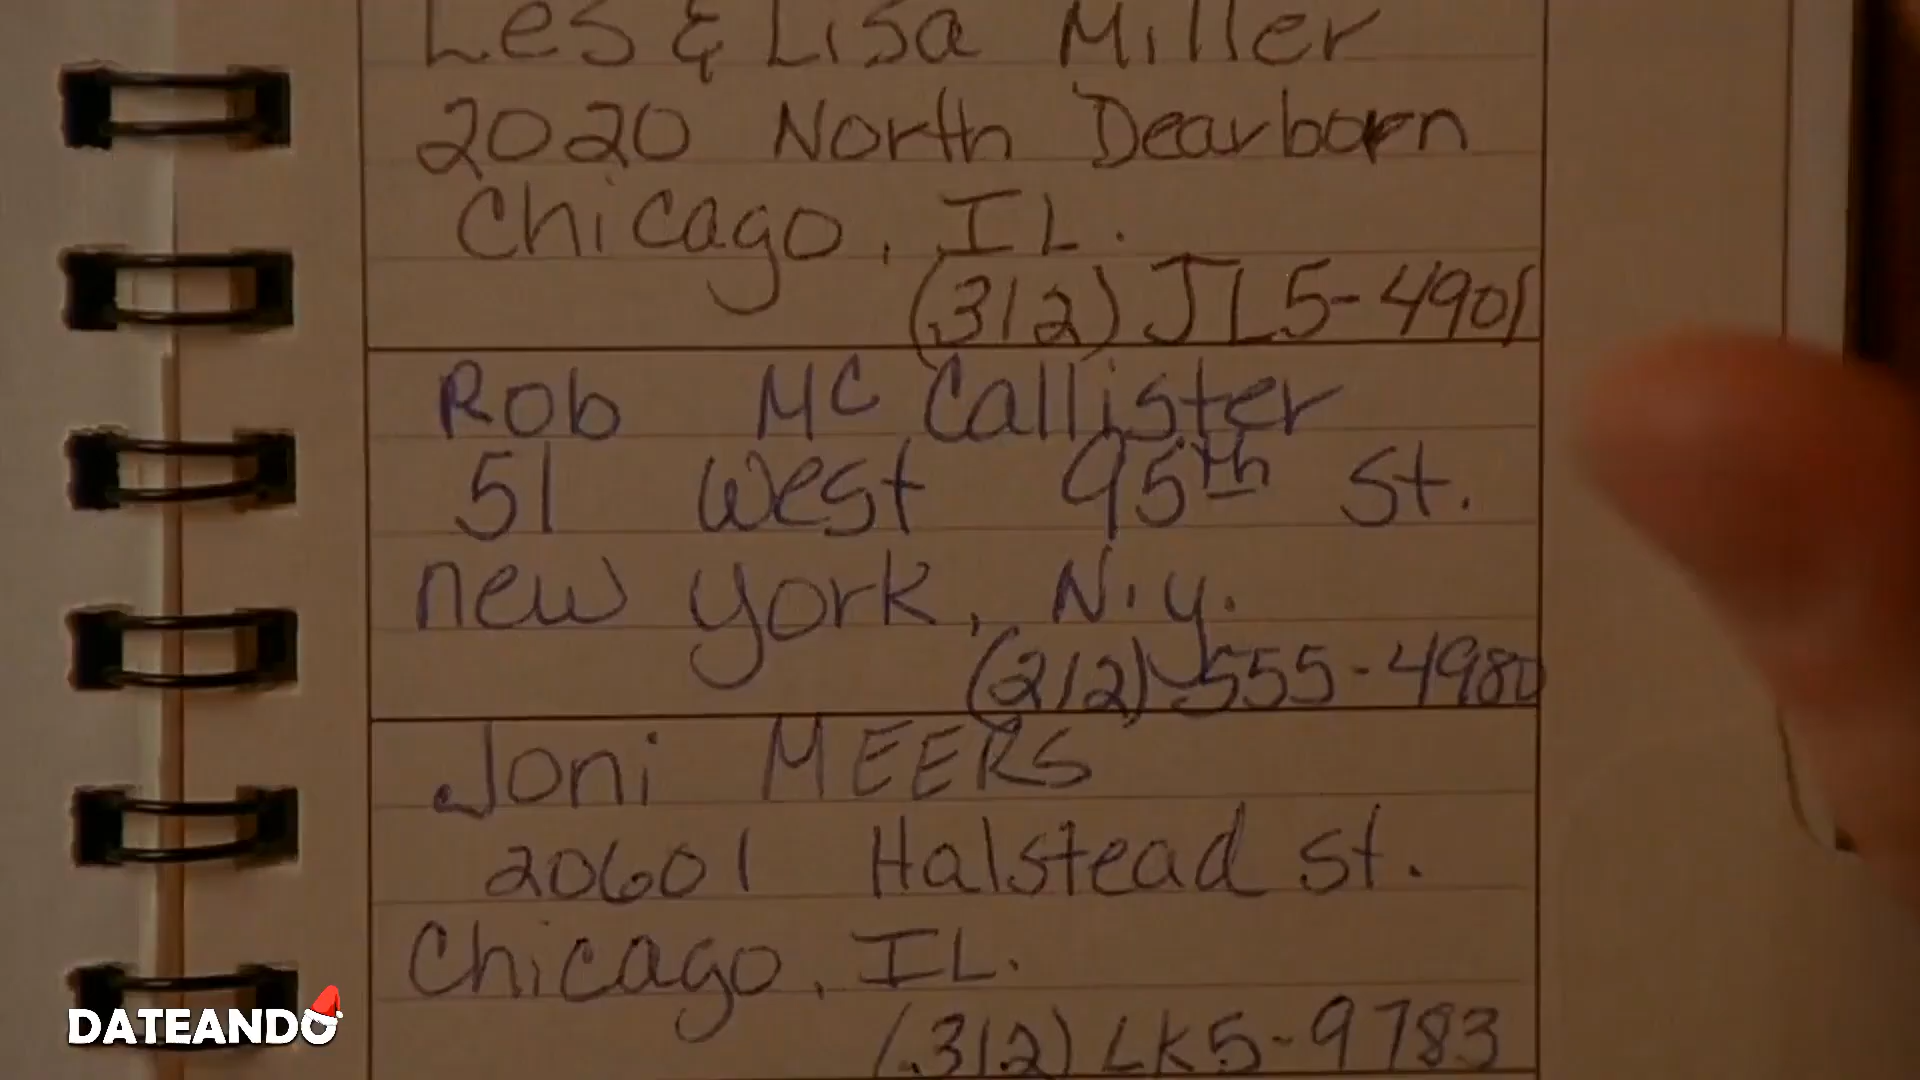 Les & Lisa Miller
2020 North Dearborn
Chicago, IL.
(312) JL5-4901
Rob Mc Callister
51 West 95th St.
new york, N.y.
(212) 555-4980
Joni MEERS
20601 Halstead St.
Chicago, IL.
(312) LK5-9783
DATEANDO